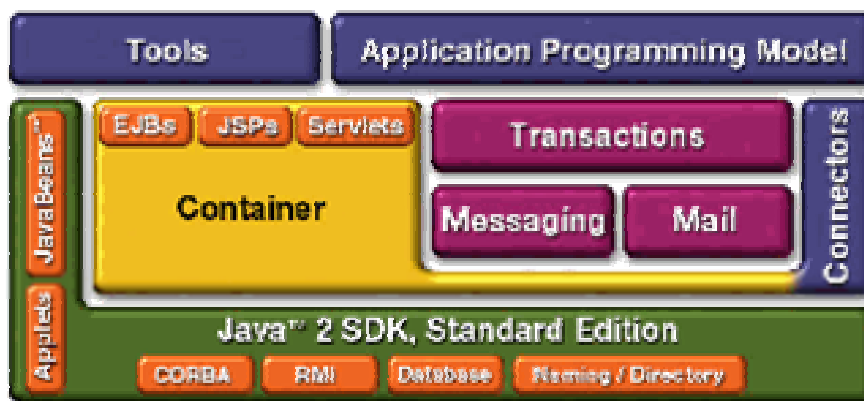 Tools
Application Programming Model
EJBs
JSPs
Servlets
Transactions
Container
Messaging
Mail
Connectors
JavaBeans™
Applets
Java™ 2 SDK, Standard Edition
CORBA
RMI
Database
Naming / Directory